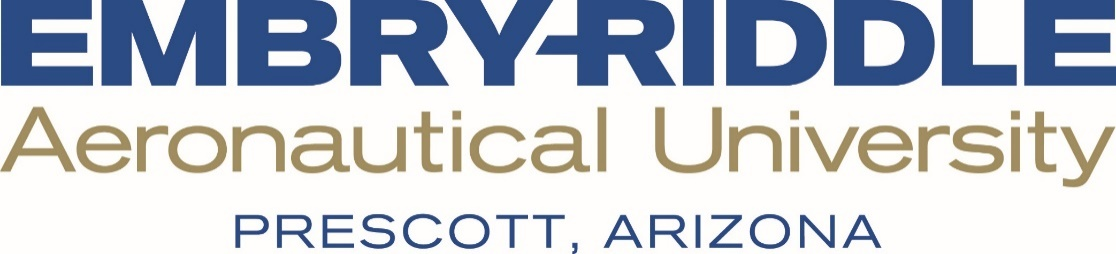 EMBRY-RIDDLE
Aeronautical University
PRESCOTT, ARIZONA